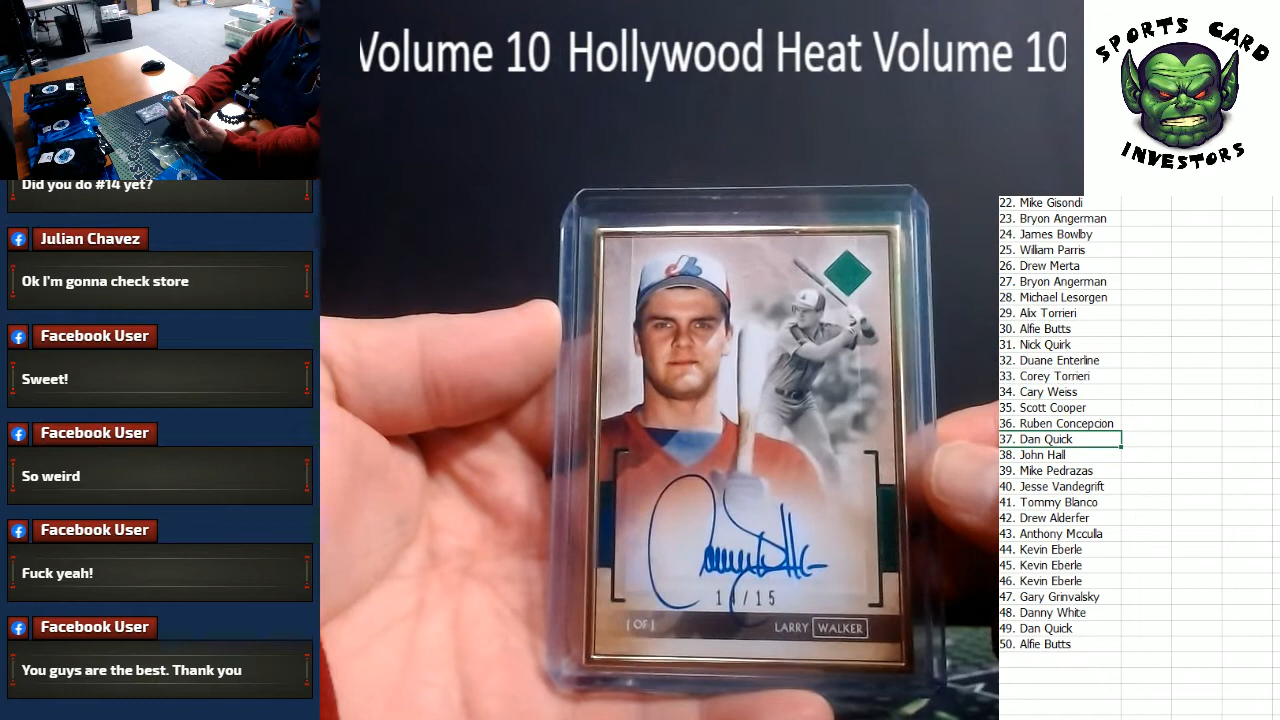 Volume 10 Hollywood Heat Volume 10
SPORTS CARD
INVESTORS
Did you do #14 yet?
Julian Chavez
Ok I'm gonna check store
Facebook User
Sweet!
Facebook User
So weird
Facebook User
Fuck yeah!
Facebook User
You guys are the best. Thank you
/15
[ OF ]
LARRY WALKER
22. Mike Gisondi
23. Bryon Angerman
24. James Bowlby
25. Wiliam Parris
26. Drew Merta
27. Bryon Angerman
28. Michael Lesorgen
29. Alix Torrieri
30. Alfie Butts
31. Nick Quirk
32. Duane Enterline
33. Corey Torrieri
34. Cary Weiss
35. Scott Cooper
36. Ruben Concepcion
37. Dan Quick
38. John Hall
39. Mike Pedrazas
40. Jesse Vandegrift
41. Tommy Blanco
42. Drew Alderfer
43. Anthony Mcculla
44. Kevin Eberle
45. Kevin Eberle
46. Kevin Eberle
47. Gary Grinvalsky
48. Danny White
49. Dan Quick
50. Alfie Butts